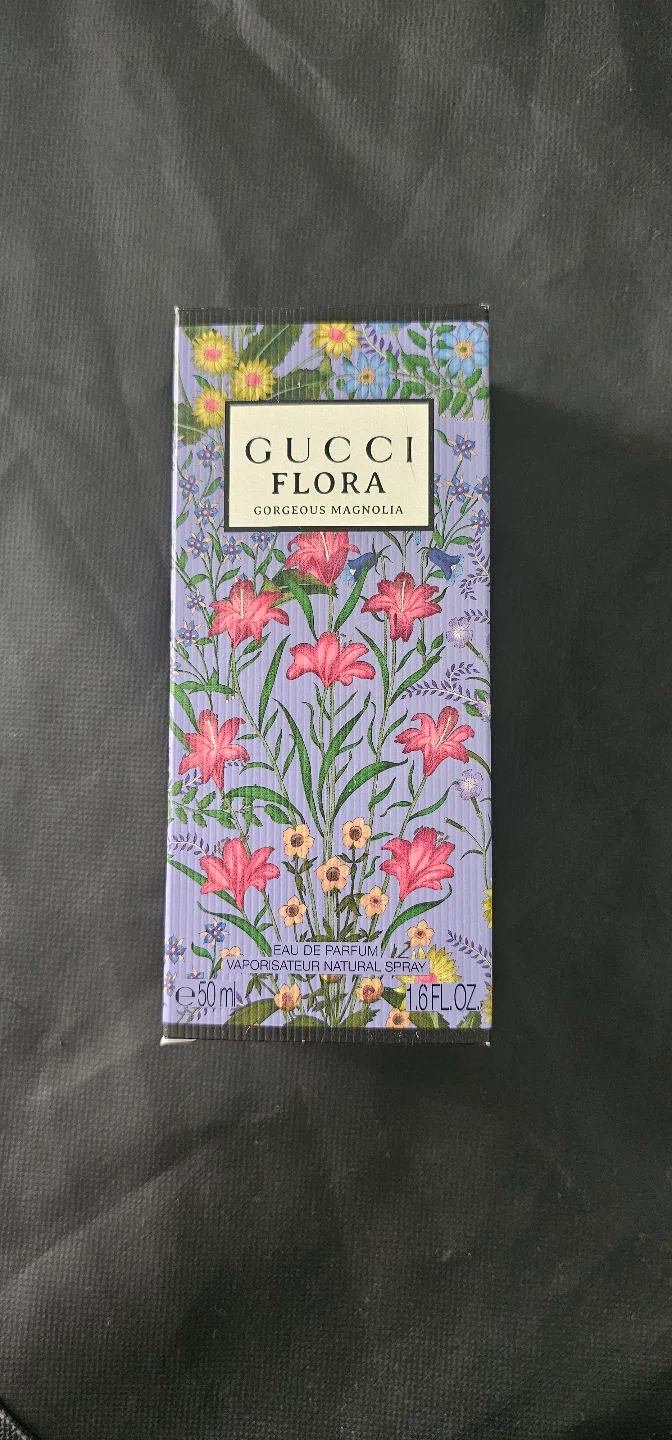 GUCCI
FLORA
GORGEOUS MAGNOLIA
EAU DE PARFUM
VAPORISATEUR NATURAL SPRAY
℮50 ml 1.6 FL.OZ.